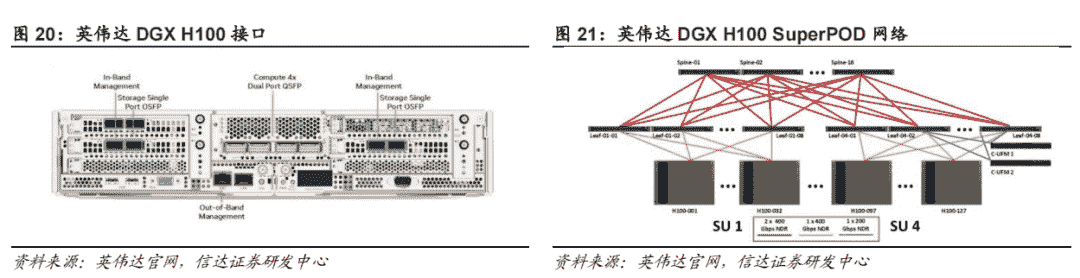 图 20：英伟达 DGX H100 接口
In-Band
Management
Storage Single
Port OSFP
Compute 4x
Dual Port QSFP
In-Band
Management
Storage Single
Port OSFP
Out-of-Band
Management
资料来源：英伟达官网，信达证券研发中心
图 21：英伟达 DGX H100 SuperPOD 网络
Spine-01
Spine-02
Spine-16
Leaf-01-01
Leaf-01-02
Leaf-01-08
Leaf-04-01
Leaf-04-02
Leaf-04-08
C-UFM 1
C-UFM 2
H100-001
H100-032
H100-097
H100-127
SU 1
SU 4
2 x 400
Gbps NDR
1 x 400
Gbps NDR
1 x 200
Gbps NDR
资料来源：英伟达官网，信达证券研发中心